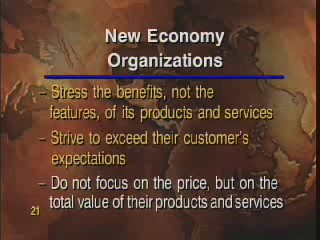 New Economy
Organizations
– Stress the benefits, not the
features, of its products and services
– Strive to exceed their customer's
expectations
– Do not focus on the price, but on the
total value of their products and services
21